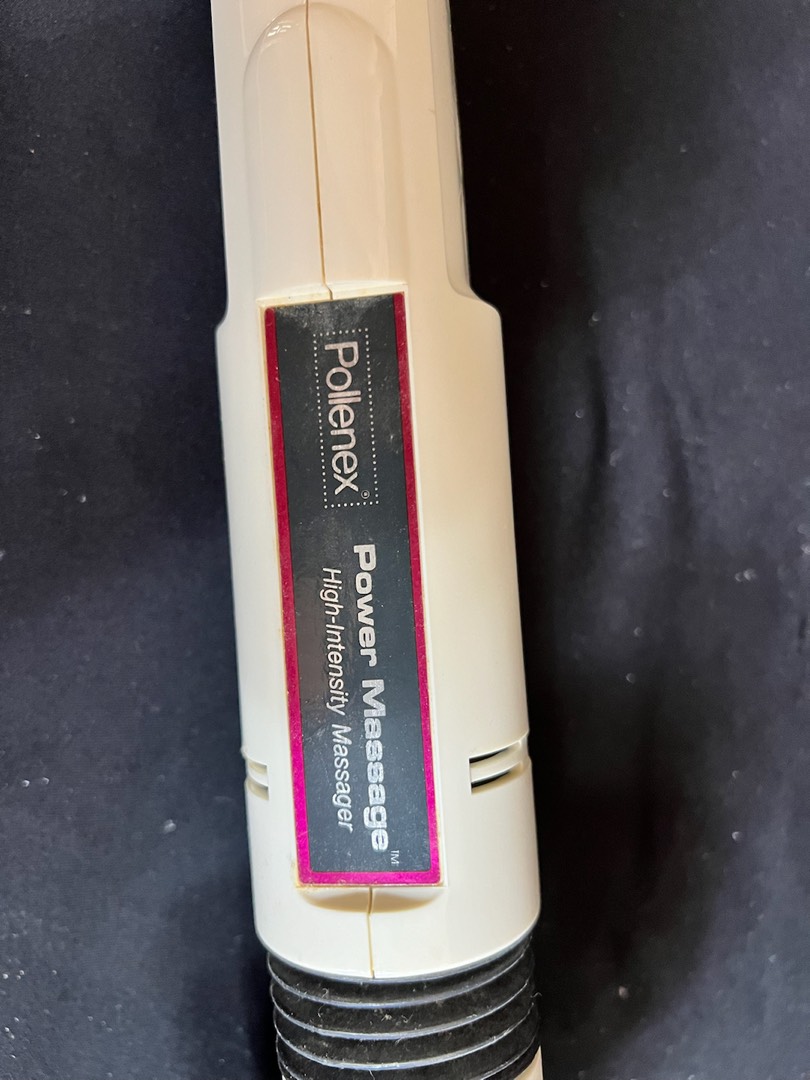 Pollenex®
Power Massage™
High-Intensity Massager